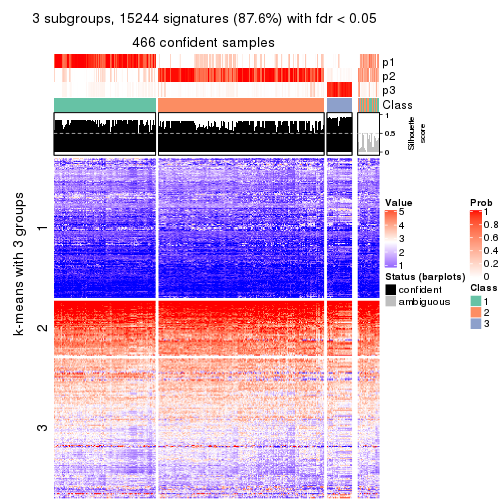 3 subgroups, 15244 signatures (87.6%) with fdr < 0.05
466 confident samples
p1
p2
p3
Class
1
0.5
0
Silhouette
score
k-means with 3 groups
1
2
3
Value
5
4
3
2
1
Status (barplots)
confident
ambiguous
Prob
1
0.8
0.6
0.4
0.2
0
Class
1
2
3